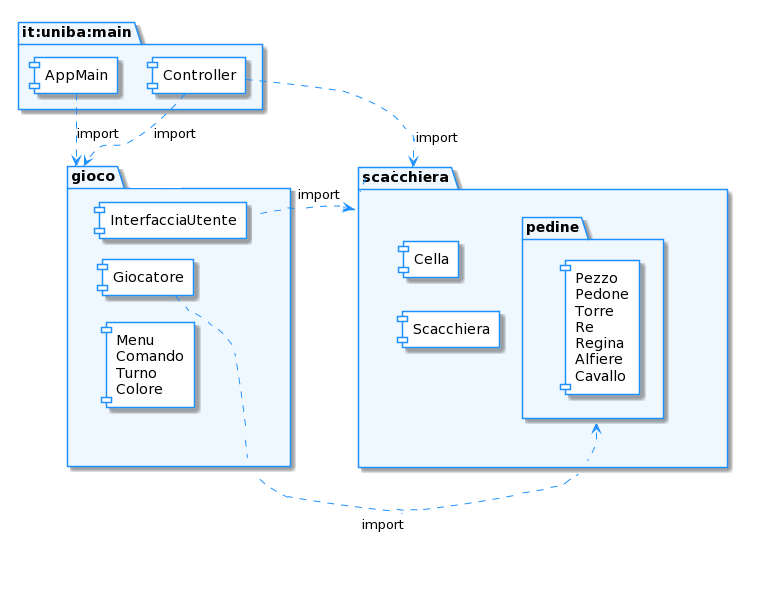 it:uniba:main
AppMain
Controller
import
import
import
gioco
scacchiera
import
InterfacciaUtente
pedine
Giocatore
Cella
Pezzo
Pedone
Torre
Re
Regina
Alfiere
Cavallo
Scacchiera
Menu
Comando
Turno
Colore
import